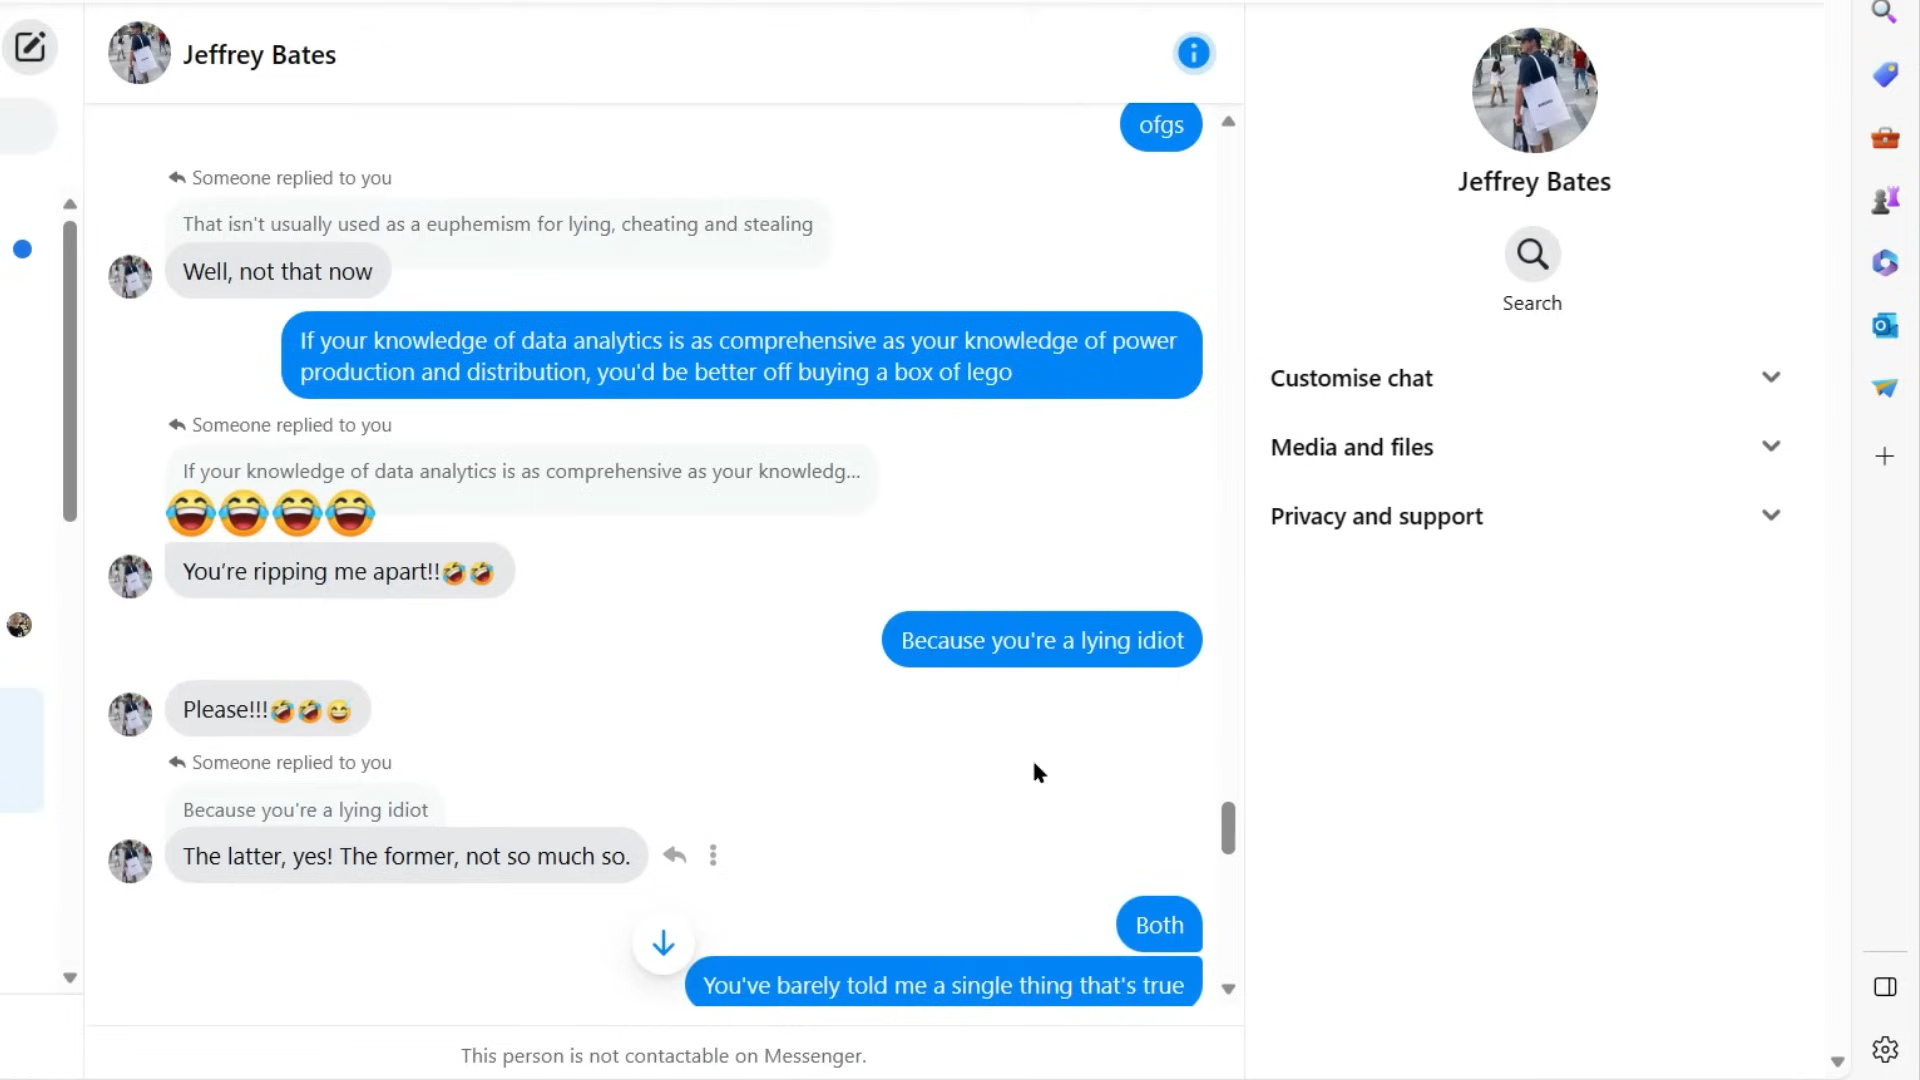 Jeffrey Bates
ofgs
Someone replied to you
That isn't usually used as a euphemism for lying, cheating and stealing
Well, not that now
If your knowledge of data analytics is as comprehensive as your knowledge of power
production and distribution, you'd be better off buying a box of lego
Someone replied to you
If your knowledge of data analytics is as comprehensive as your knowledg...
😂😂😂😂
You're ripping me apart!!🤣🤣
Because you're a lying idiot
Please!!!🤣🤣😅
Someone replied to you
Because you're a lying idiot
The latter, yes! The former, not so much so.
Both
You've barely told me a single thing that's true
This person is not contactable on Messenger.
Jeffrey Bates
Search
Customise chat
Media and files
Privacy and support